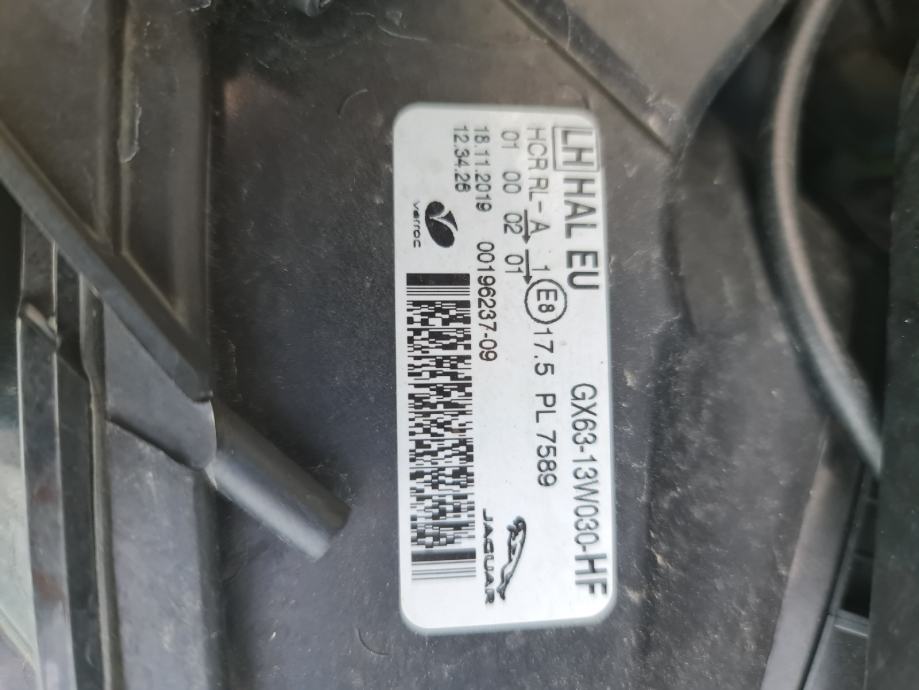 LH HAL EU GX63-13W030-HF
HCR RL- A 1 E8 17.5 PL 7589
01 00 02 01
18.11.2019 00196237-09
12.34.26
varroc
JAGUAR